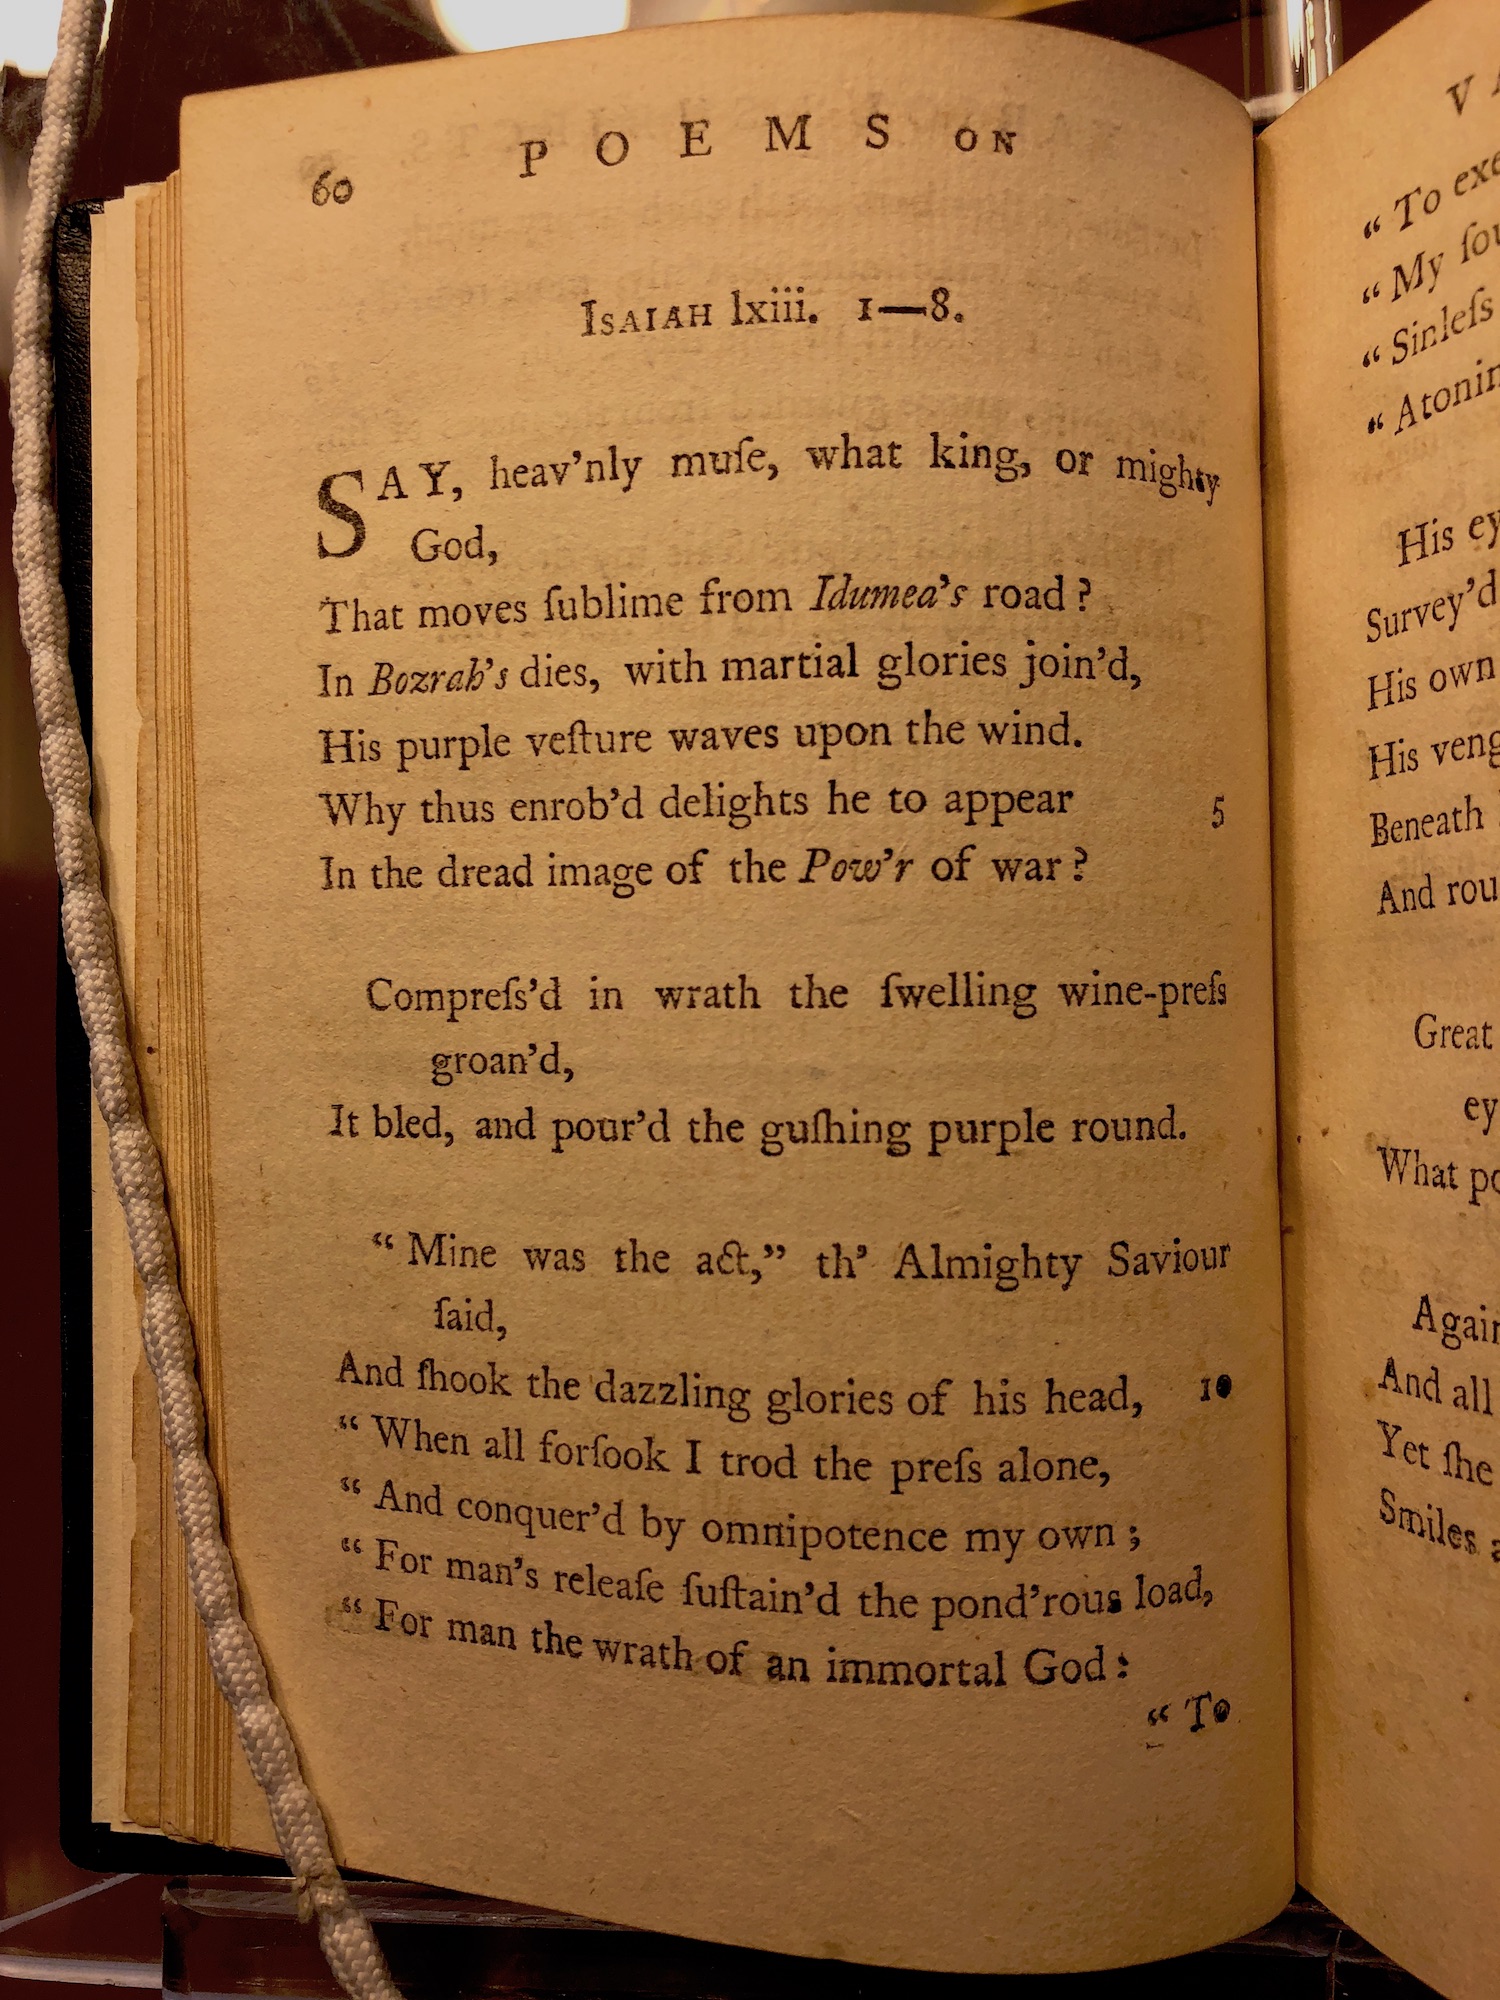 POEMS ON
60
ISAIAH lxiii. 1—8.
SAY, heav'nly muſe, what king, or mighty
God,
That moves ſublime from Idumea's road?
In Bozrah's dies, with martial glories join'd,
His purple veſture waves upon the wind.
Why thus enrob'd delights he to appear 5
In the dread image of the Pow'r of war?
Compreſs'd in wrath the ſwelling wine-preſs
groan'd,
It bled, and pour'd the guſhing purple round.
“ Mine was the act,” th' Almighty Saviour
ſaid,
And ſhook the dazzling glories of his head, 10
“ When all forſook I trod the preſs alone,
“ And conquer'd by omnipotence my own ;
“ For man's releaſe ſuſtain'd the pond'rous load,
“ For man the wrath of an immortal God :
“ To
V A
“ To exe
“ My ſou
“ Sinleſs
“ Atonin
His ey
Survey'd
His own
His veng
Beneath
And rou
Great
ey
What po
Again
And all
Yet ſhe
Smiles a